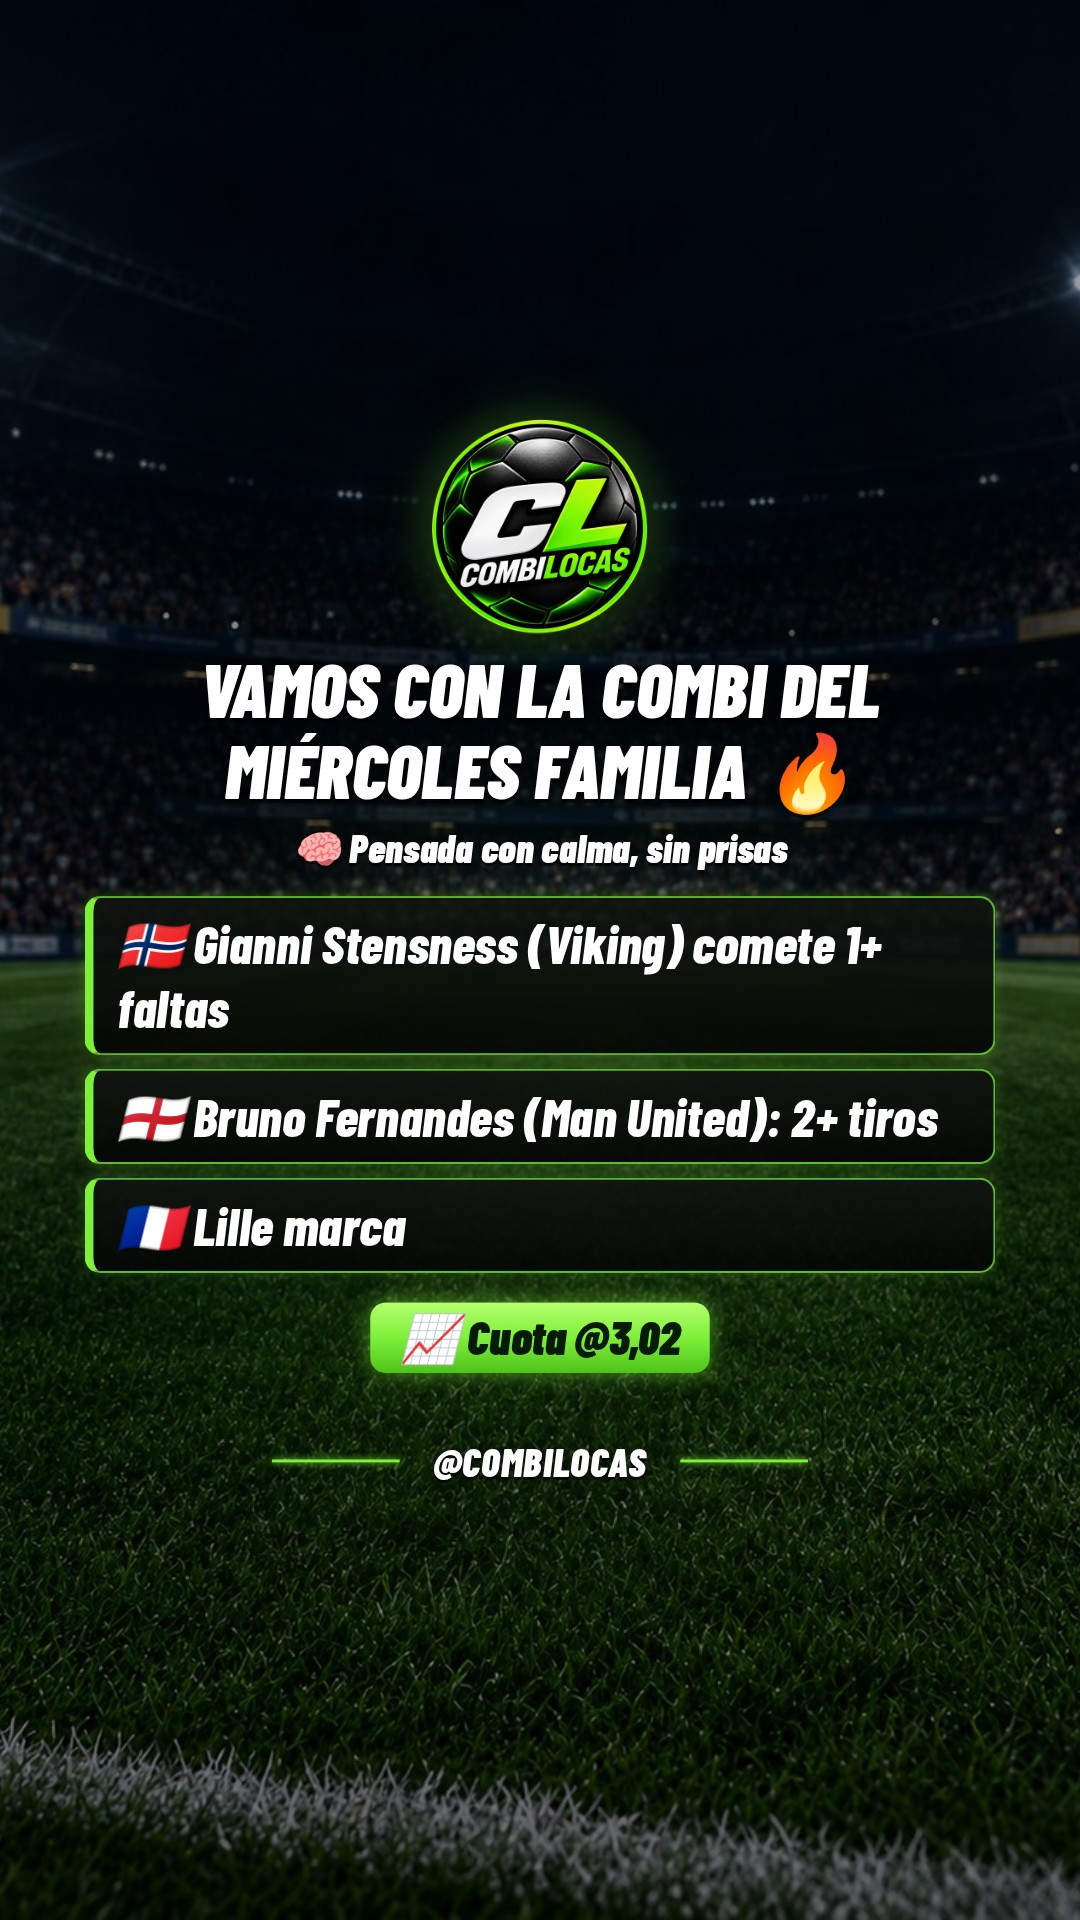 CL
COMBILOCAS
VAMOS CON LA COMBI DEL
MIÉRCOLES FAMILIA 🔥
🧠 Pensada con calma, sin prisas
🇳🇴 Gianni Stensness (Viking) comete 1+
faltas
🏴󠁧󠁢󠁥󠁮󠁧󠁿 Bruno Fernandes (Man United): 2+ tiros
🇫🇷 Lille marca
📈 Cuota @3,02
@COMBILOCAS